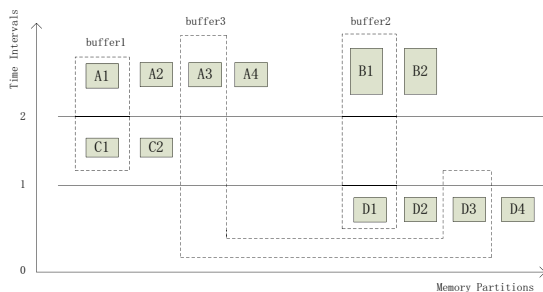 Time Intervals
buffer1
buffer3
buffer2
A1 A2 A3 A4 B1 B2
2
C1 C2
1
D1 D2 D3 D4
0
Memory Partitions